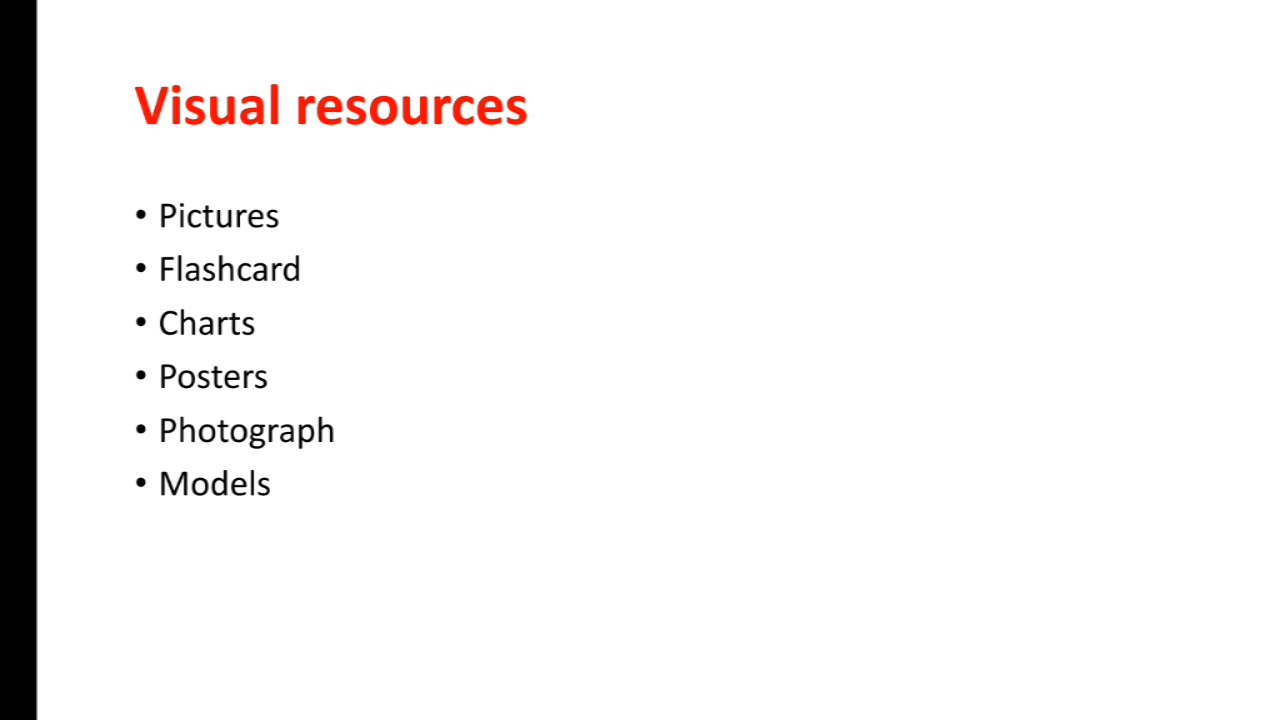 Visual resources
• Pictures
• Flashcard
• Charts
• Posters
• Photograph
• Models